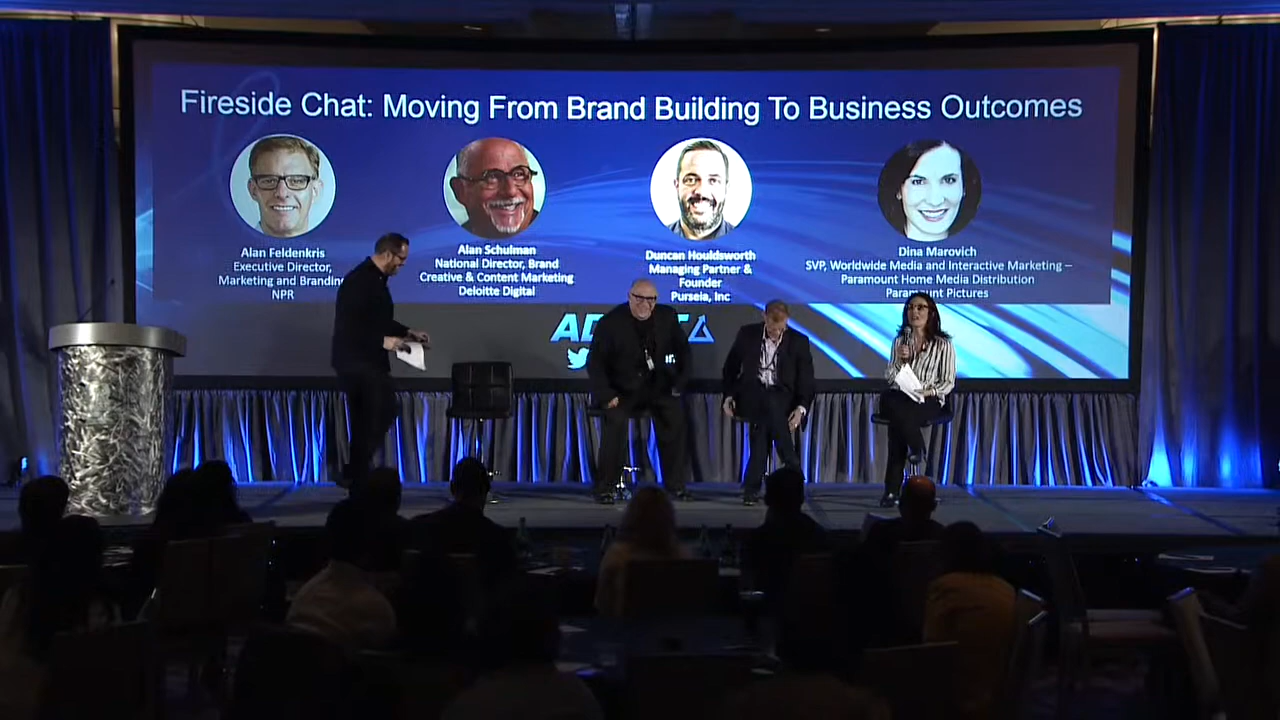 Fireside Chat: Moving From Brand Building To Business Outcomes
Alan Feldenkris
Executive Director,
Marketing and Branding
NPR
Alan Schulman
National Director, Brand
Creative & Content Marketing
Deloitte Digital
Duncan Houldsworth
Managing Partner &
Founder
Purseia, Inc
Dina Marovich
SVP, Worldwide Media and Interactive Marketing –
Paramount Home Media Distribution
Paramount Pictures